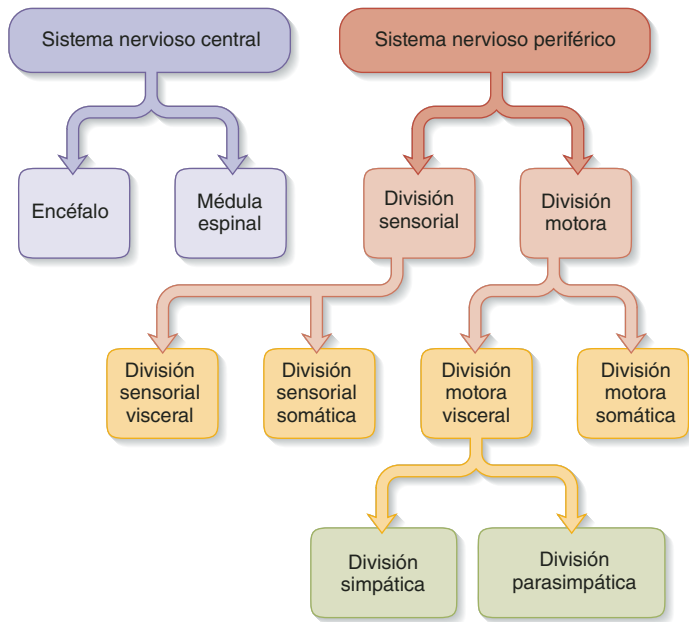 Sistema nervioso central
Sistema nervioso periférico
Encéfalo
Médula
espinal
División
sensorial
División
motora
División
sensorial
visceral
División
sensorial
somática
División
motora
visceral
División
motora
somática
División
simpática
División
parasimpática